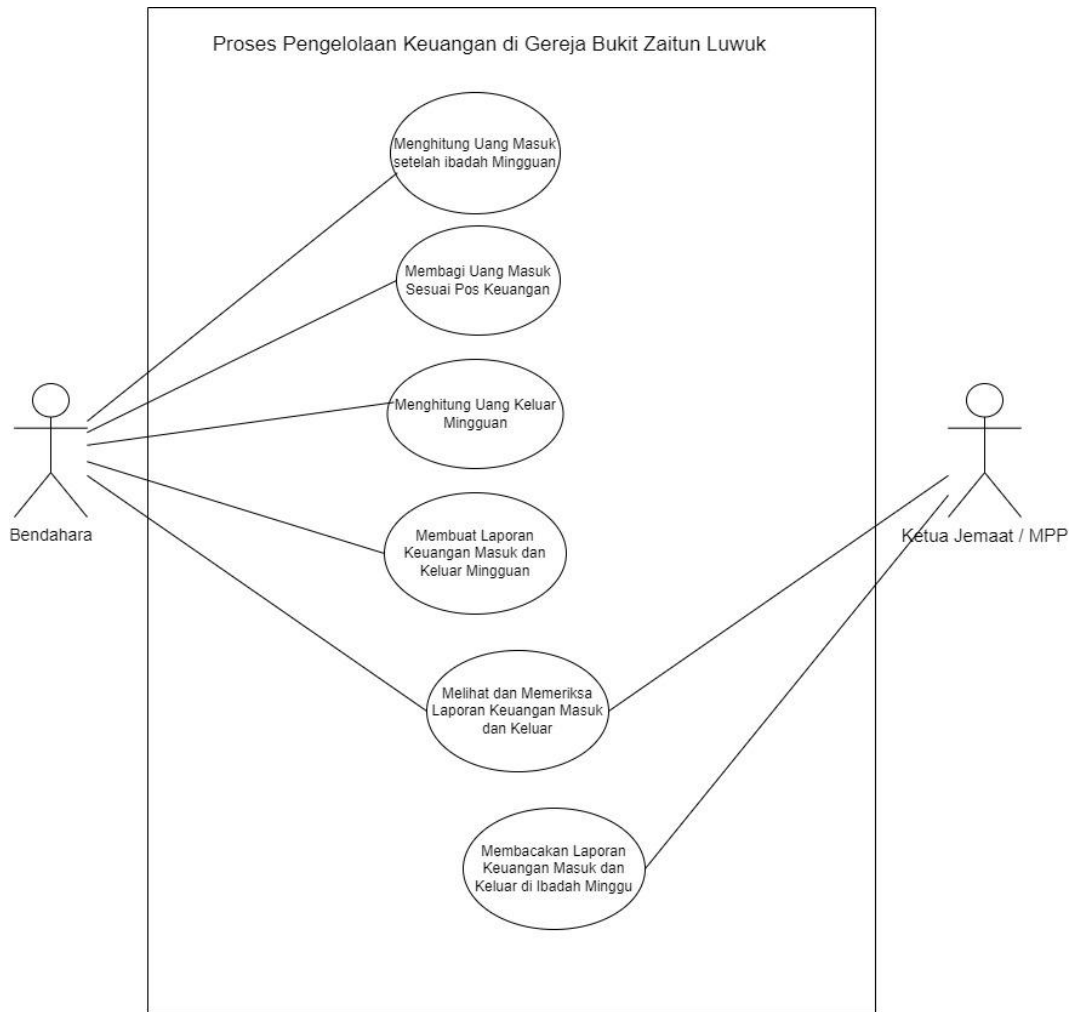 Proses Pengelolaan Keuangan di Gereja Bukit Zaitun Luwuk
Menghitung Uang Masuk
setelah ibadah Mingguan
Membagi Uang Masuk
Sesuai Pos Keuangan
Menghitung Uang Keluar
Mingguan
Bendahara
Ketua Jemaat / MPP
Membuat Laporan
Keuangan Masuk dan
Keluar Mingguan
Melihat dan Memeriksa
Laporan Keuangan Masuk
dan Keluar
Membacakan Laporan
Keuangan Masuk dan
Keluar di Ibadah Minggu